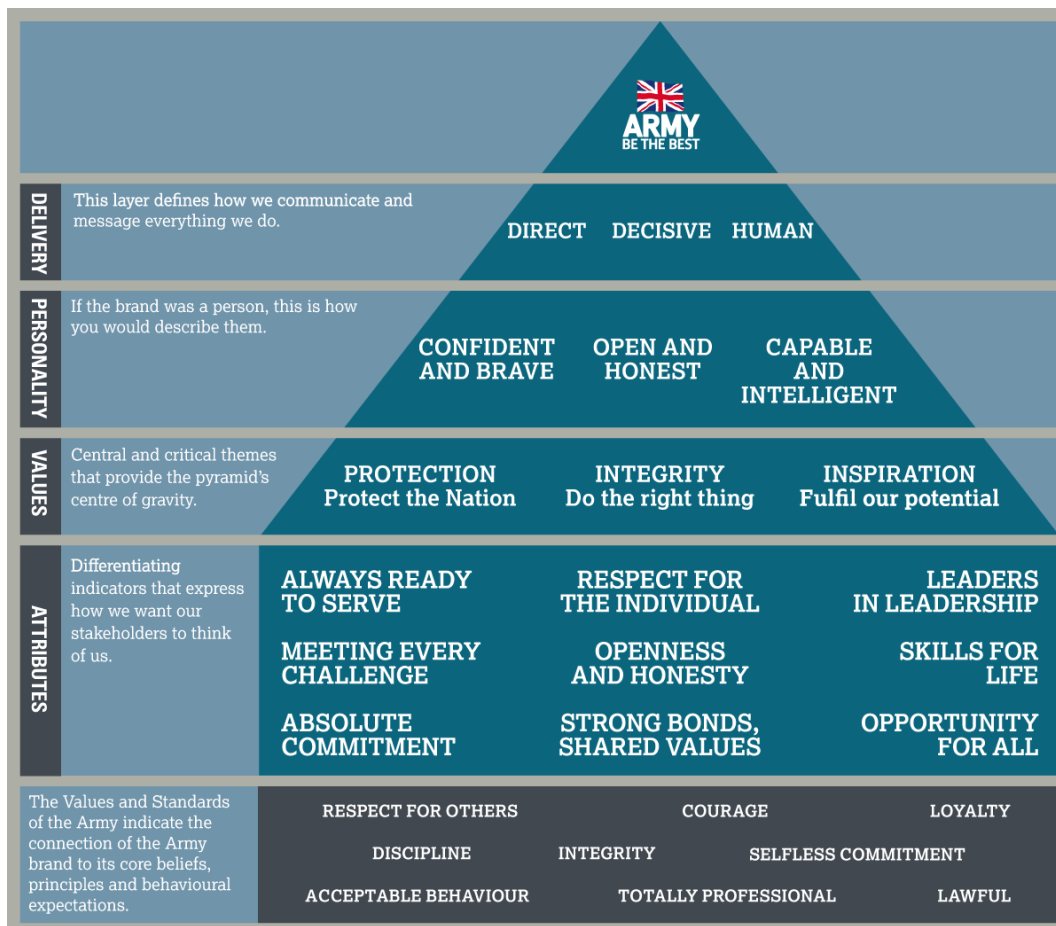 ARMY
BE THE BEST
DELIVERY
This layer defines how we communicate and
message everything we do.
DIRECT DECISIVE HUMAN
PERSONALITY
If the brand was a person, this is how
you would describe them.
CONFIDENT
AND BRAVE
OPEN AND
HONEST
CAPABLE
AND
INTELLIGENT
VALUES
Central and critical themes
that provide the pyramid's
centre of gravity.
PROTECTION
Protect the Nation
INTEGRITY
Do the right thing
INSPIRATION
Fulfil our potential
ATTRIBUTES
Differentiating
indicators that express
how we want our
stakeholders to think
of us.
ALWAYS READY
TO SERVE
RESPECT FOR
THE INDIVIDUAL
LEADERS
IN LEADERSHIP
MEETING EVERY
CHALLENGE
OPENNESS
AND HONESTY
SKILLS FOR
LIFE
ABSOLUTE
COMMITMENT
STRONG BONDS,
SHARED VALUES
OPPORTUNITY
FOR ALL
The Values and Standards
of the Army indicate the
connection of the Army
brand to its core beliefs,
principles and behavioural
expectations.
RESPECT FOR OTHERS COURAGE LOYALTY
DISCIPLINE INTEGRITY SELFLESS COMMITMENT
ACCEPTABLE BEHAVIOUR TOTALLY PROFESSIONAL LAWFUL